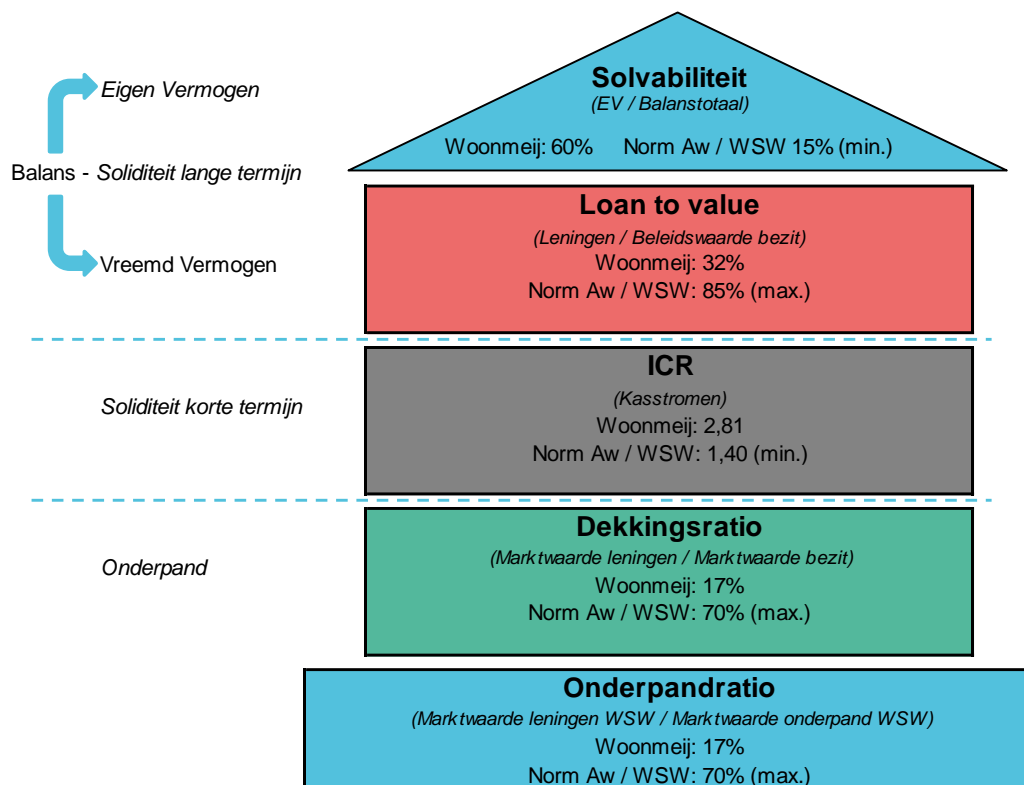 Eigen Vermogen
Balans - Soliditeit lange termijn
Vreemd Vermogen
Solvabiliteit
(EV / Balanstotaal)
Woonmeij: 60% Norm Aw / WSW 15% (min.)
Loan to value
(Leningen / Beleidswaarde bezit)
Woonmeij: 32%
Norm Aw / WSW: 85% (max.)
Soliditeit korte termijn
ICR
(Kasstromen)
Woonmeij: 2,81
Norm Aw / WSW: 1,40 (min.)
Onderpand
Dekkingsratio
(Marktwaarde leningen / Marktwaarde bezit)
Woonmeij: 17%
Norm Aw / WSW: 70% (max.)
Onderpandratio
(Marktwaarde leningen WSW / Marktwaarde onderpand WSW)
Woonmeij: 17%
Norm Aw / WSW: 70% (max.)